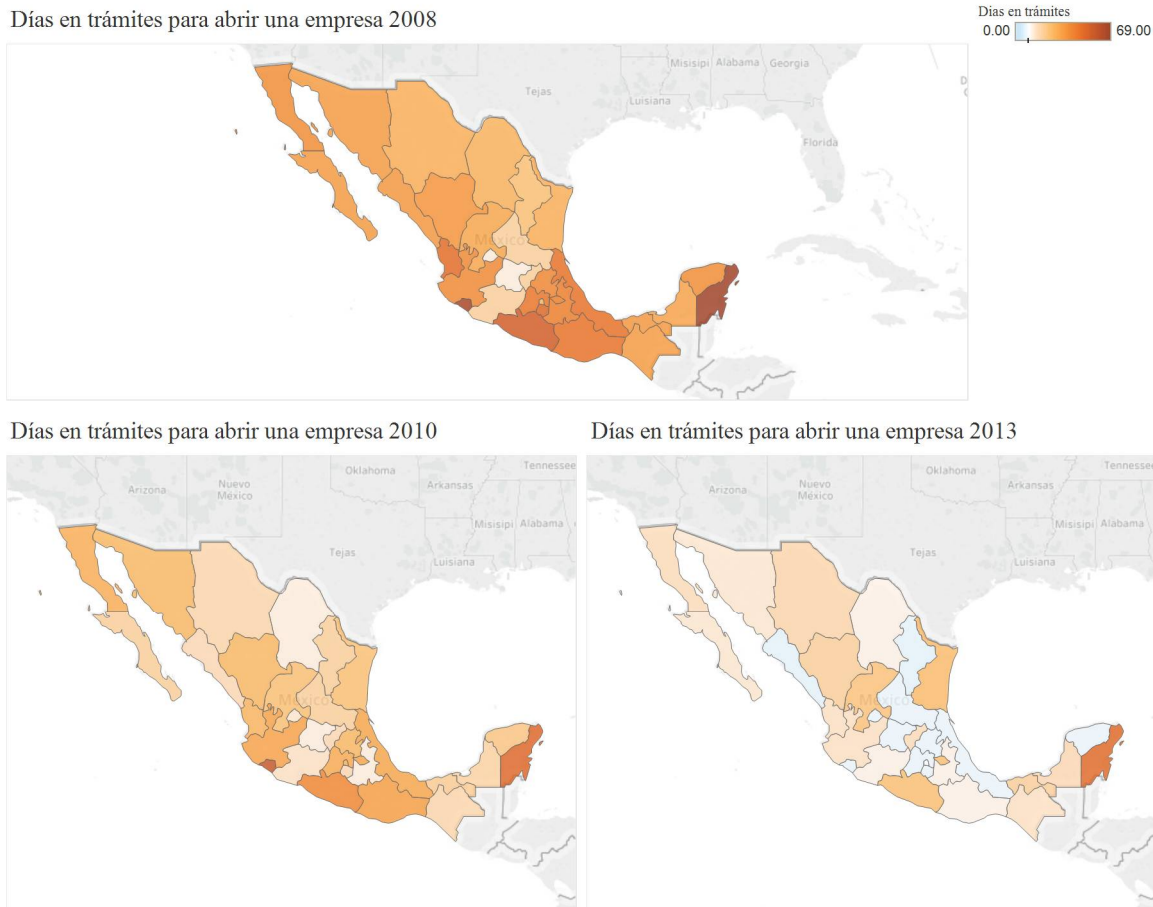 Días en trámites para abrir una empresa 2008
Dias en trámites
0.00
69.00
Misisipi
Alabama
Georgia
Tejas
Luisiana
Florida
México
Días en trámites para abrir una empresa 2010
Días en trámites para abrir una empresa 2013
Oklahoma
Tennessee
Arizona
Nuevo
México
Arkansas
Misisipi
Alabama
Tejas
Luisiana
México
Oklahoma
Tennesse
Arizona
Nuevo
México
Arkansas
Misisipi
Alabama
Tejas
Luisiana
México